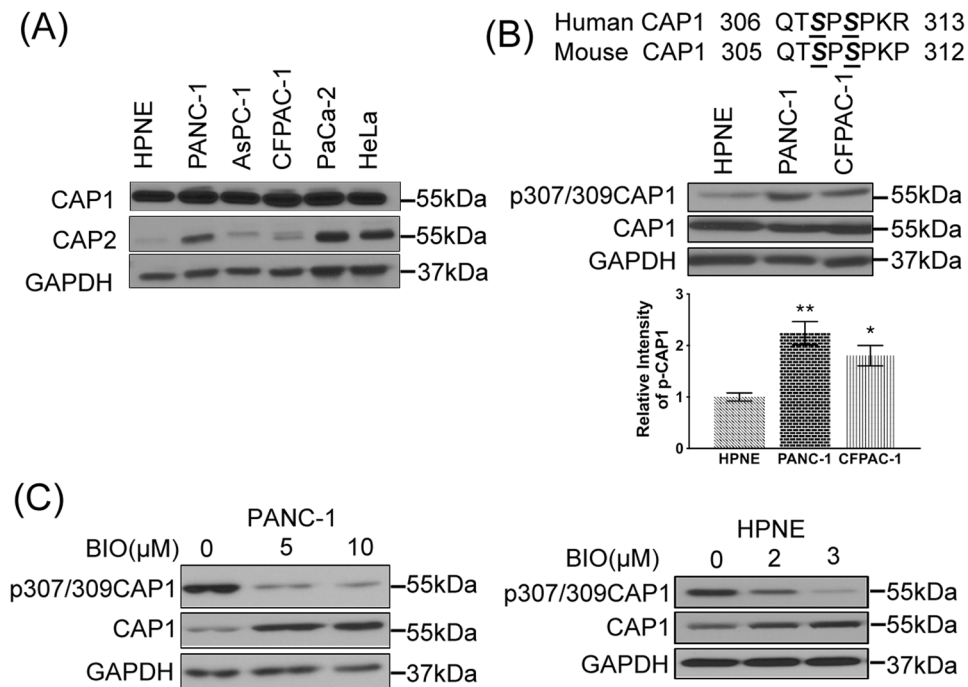 (A)
HPNE PANC-1 AsPC-1 CFPAC-1 PaCa-2 HeLa
CAP1 55kDa
CAP2 55kDa
GAPDH 37kDa
(B)
Human CAP1 306 QTSPSPKR 313
Mouse CAP1 305 QTSPSPKP 312
HPNE PANC-1 CFPAC-1
p307/309CAP1 55kDa
CAP1 55kDa
GAPDH 37kDa
Relative Intensity
of p-CAP1
3
2
1
0
** *
HPNE PANC-1 CFPAC-1
(C)
PANC-1
BIO(µM) 0 5 10
p307/309CAP1 55kDa
CAP1 55kDa
GAPDH 37kDa
HPNE
BIO(µM) 0 2 3
p307/309CAP1 55kDa
CAP1 55kDa
GAPDH 37kDa